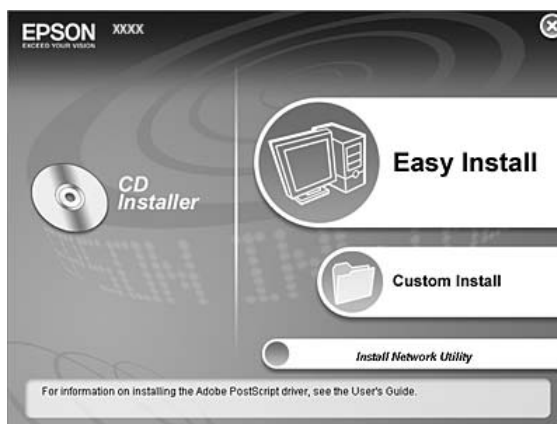 EPSON XXXX
EXCEED YOUR VISION
Easy Install
CD
Installer
Custom Install
Install Network Utility
For information on installing the Adobe PostScript driver, see the User's Guide.